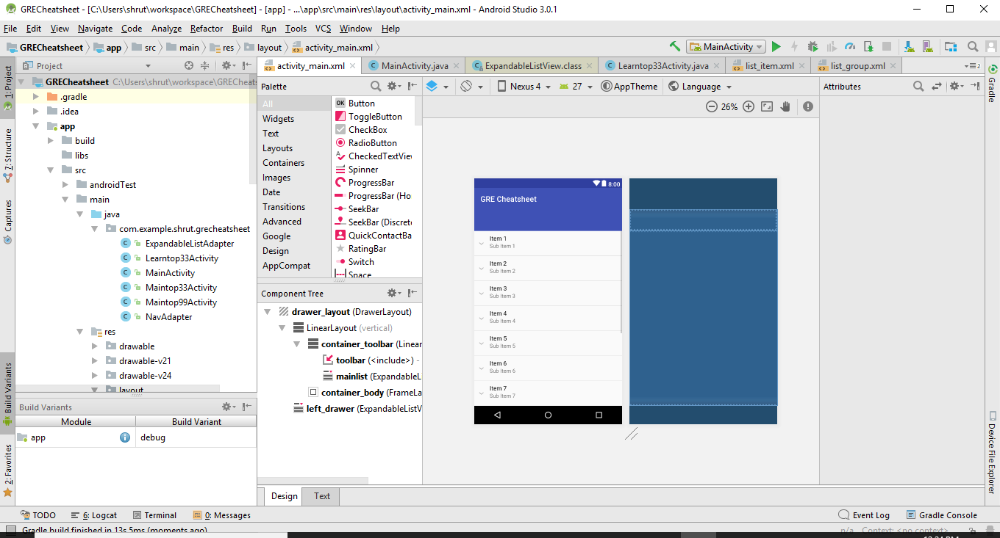 GRECheatsheet - [C:\Users\shrut\workspace\GRECheatsheet] - [app] - ...\app\src\main\res\layout\activity_main.xml - Android Studio 3.0.1
File Edit View Navigate Code Analyze Refactor Build Run Tools VCS Window Help
GRECheatsheet app src main res layout activity_main.xml MainActivity
1: Project
Z: Structure
Captures
Build Variants
2: Favorites
Project
GRECheatsheet C:\Users\shrut\workspace\GRECheats
.gradle
.idea
app
build
libs
src
androidTest
main
java
com.example.shrut.grecheatsheet
ExpandableListAdapter
Learntop33Activity
MainActivity
Maintop33Activity
Maintop99Activity
NavAdapter
res
drawable
drawable-v21
drawable-v24
layout
Build Variants
Module Build Variant
app debug
activity_main.xml MainActivity.java ExpandableListView.class Learntop33Activity.java list_item.xml list_group.xml 2
Palette
All
Widgets
Text
Layouts
Containers
Images
Date
Transitions
Advanced
Google
Design
AppCompat
OK Button
ToggleButton
CheckBox
RadioButton
CheckedTextVie
Spinner
ProgressBar
ProgressBar (Ho
SeekBar
SeekBar (Discrete
QuickContactBa
RatingBar
Switch
Space
Component Tree
drawer_layout (DrawerLayout)
LinearLayout (vertical)
container_toolbar (Linear
toolbar (<include>) -
mainlist (ExpandableL
container_body (FrameLa
left_drawer (ExpandableListV
Nexus 4 27 AppTheme Language
26%
8:00
GRE Cheatsheet
Item 1
Sub Item 1
Item 2
Sub Item 2
Item 3
Sub Item 3
Item 4
Sub Item 4
Item 5
Sub Item 5
Item 6
Sub Item 6
Item 7
Sub Item 7
Attributes
Gradle
Device File Explorer
Design Text
TODO 6: Logcat Terminal 0: Messages Event Log Gradle Console
Gradle build finished in 13s 5ms (moments ago) n/a Context: <no context>